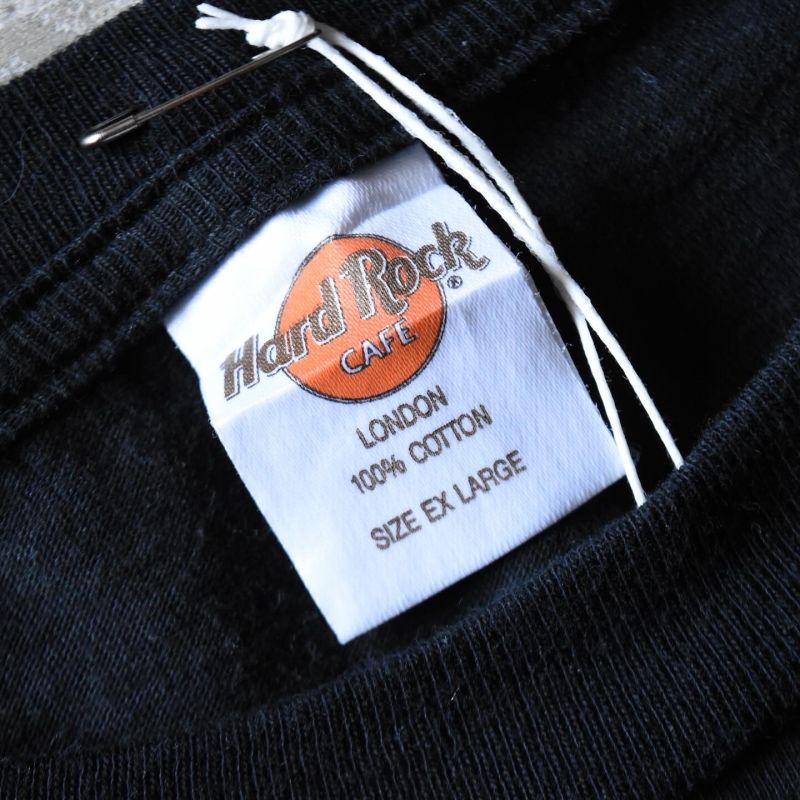 Hard Rock ®
CAFE
LONDON
100% COTTON
SIZE EX LARGE